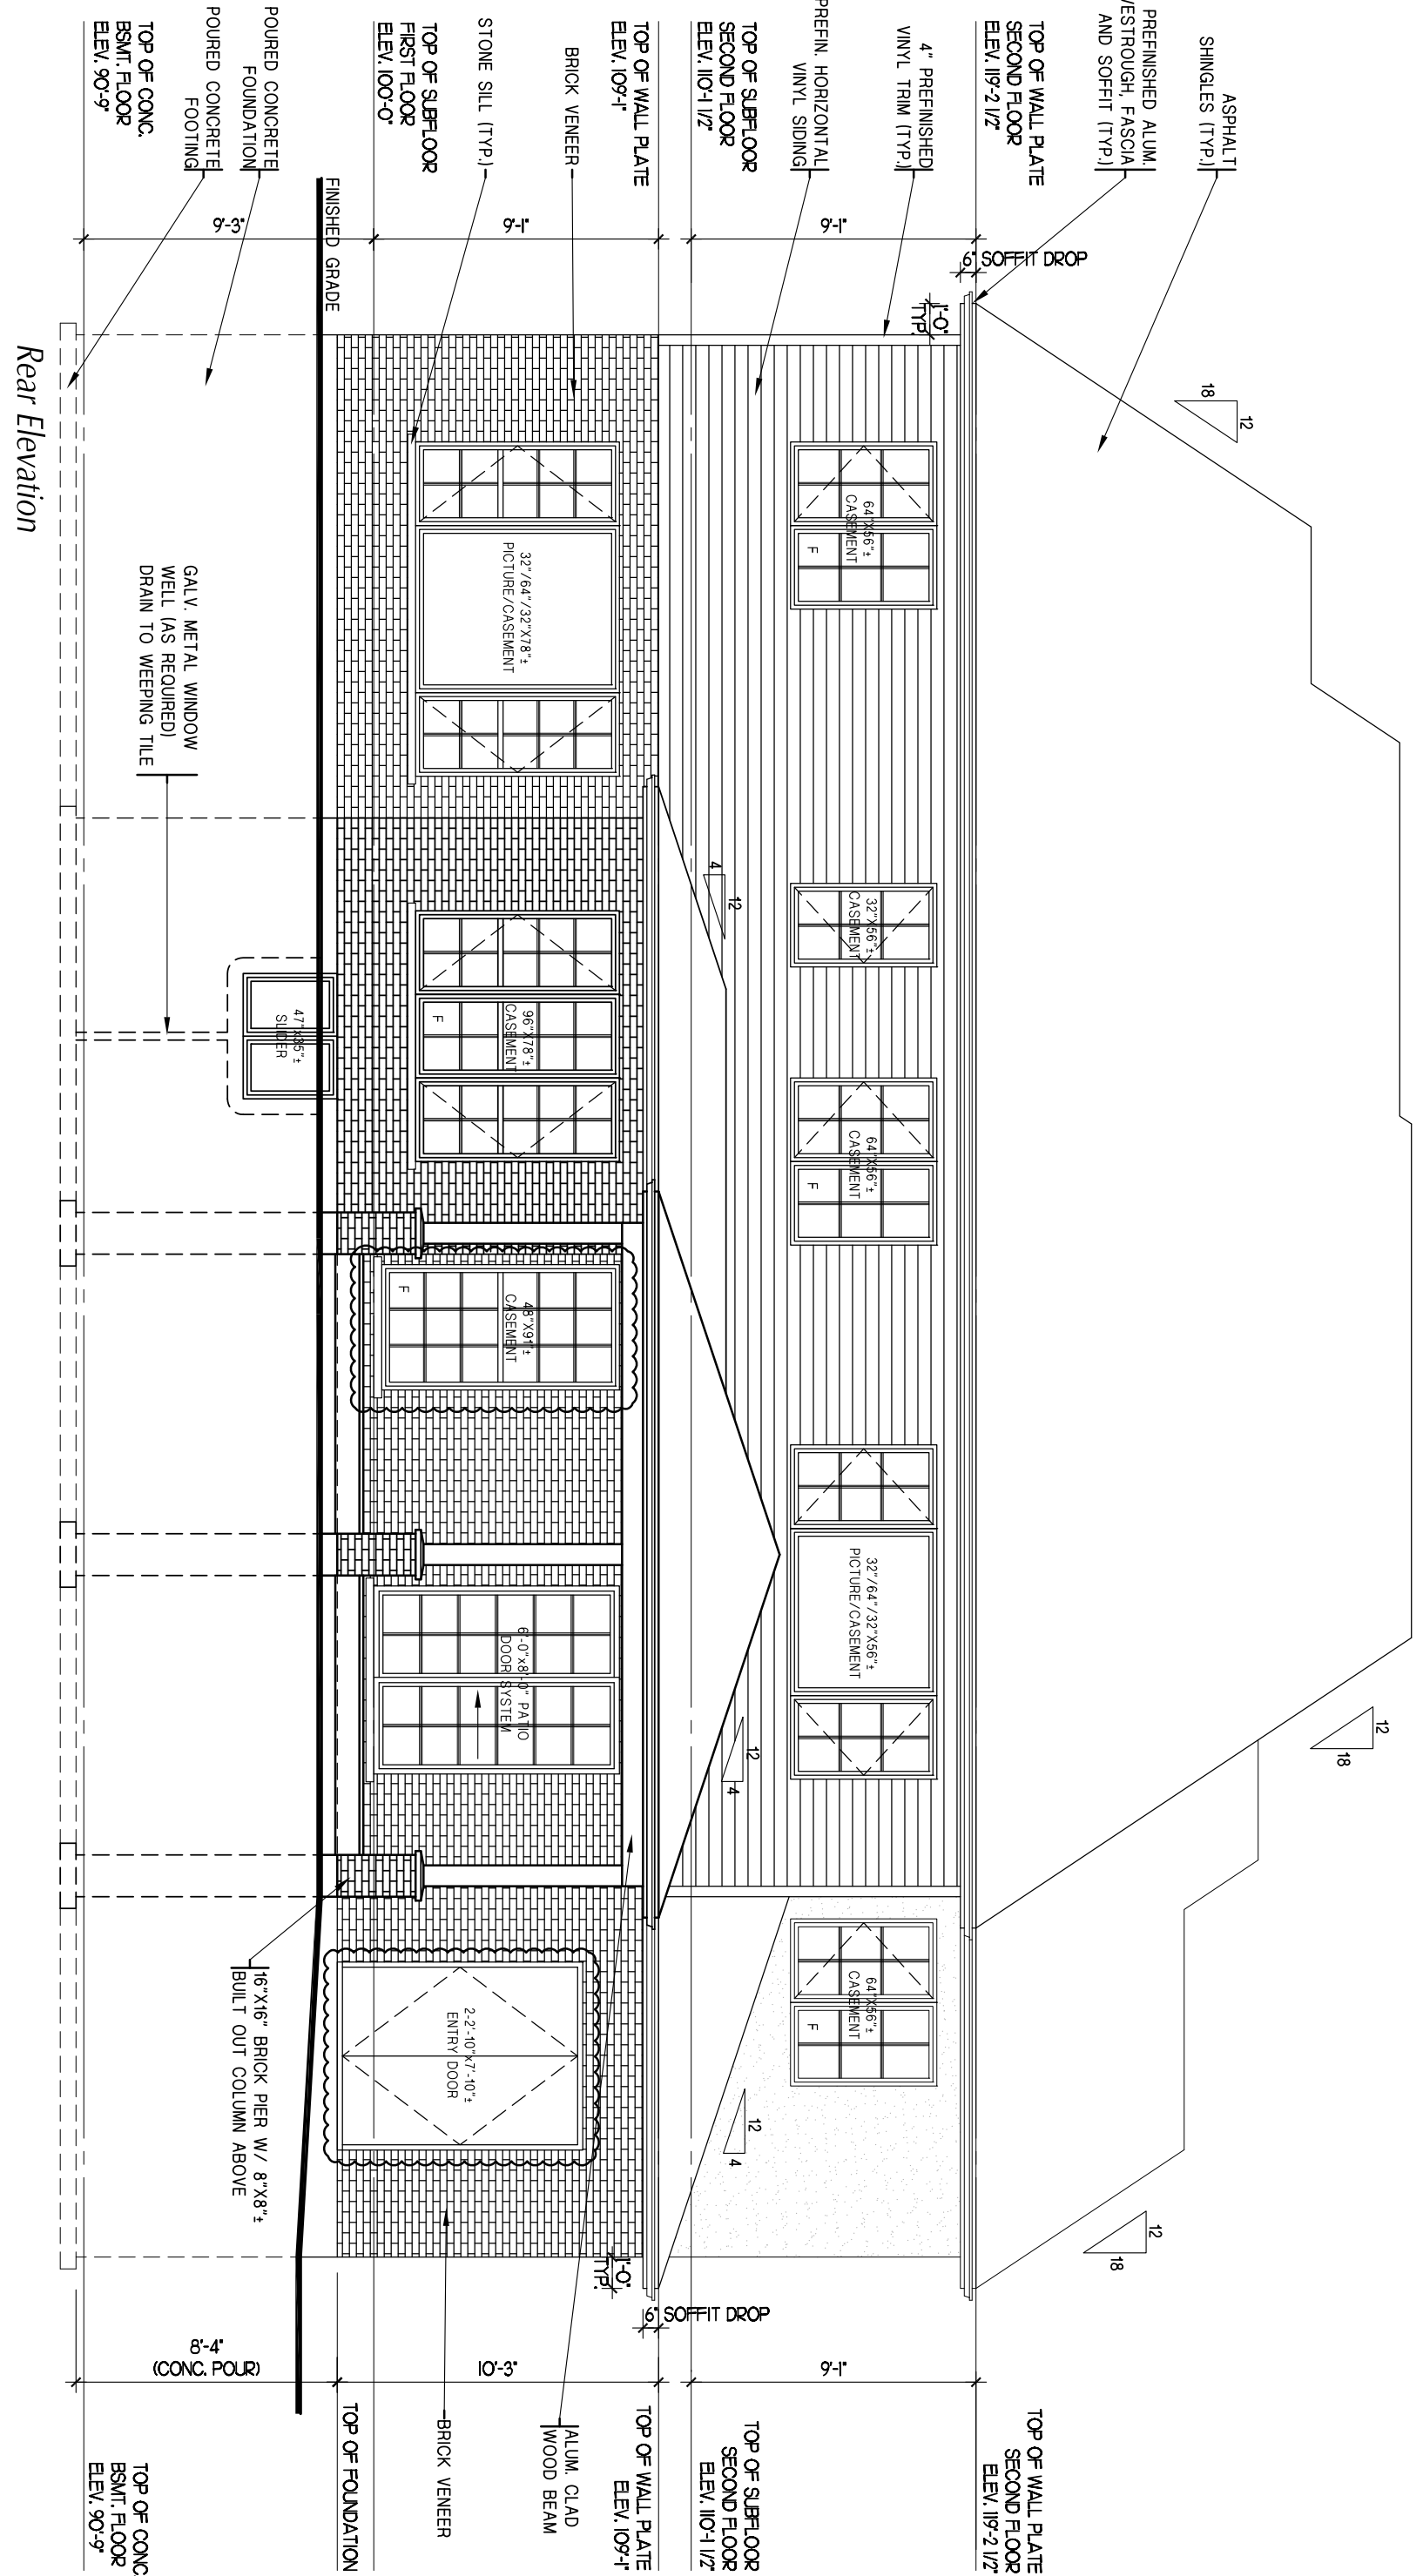 ASPHALT
SHINGLES (TYP.)
PREFINISHED ALUM.
VESTROUGH, FASCIA
AND SOFFIT (TYP.)
TOP OF WALL PLATE
SECOND FLOOR
ELEV. 119'-2 1/2"
4" PREFINISHED
VINYL TRIM (TYP.)
PREFIN. HORIZONTAL
VINYL SIDING
TOP OF SUBFLOOR
SECOND FLOOR
ELEV. 110'-1 1/2"
TOP OF WALL PLATE
ELEV. 109'-1"
BRICK VENEER
STONE SILL (TYP.)
TOP OF SUBFLOOR
FIRST FLOOR
ELEV. 100'-0"
POURED CONCRETE
FOUNDATION
POURED CONCRETE
FOOTING
TOP OF CONC.
BSMT. FLOOR
ELEV. 90'-9"
9'-1"
9'-1"
9'-3"
6" SOFFIT DROP
1'-0"
TYP.
FINISHED GRADE
12
18
12
18
12
18
64"X56"±
CASEMENT
F
32"X56"±
CASEMENT
64"X56"±
CASEMENT
F
32"/64"/32"X56"±
PICTURE/CASEMENT
64"X56"±
CASEMENT
F
12
4
12
4
12
4
32"/64"/32"X78"±
PICTURE/CASEMENT
96"X78"±
CASEMENT
F
48"X91"±
CASEMENT
F
6'-0"x8'-0" PATIO
DOOR SYSTEM
2-2'-10"x7'-10"±
ENTRY DOOR
47"X35"±
SLIDER
GALV. METAL WINDOW
WELL (AS REQUIRED)
DRAIN TO WEEPING TILE
16"X16" BRICK PIER W/ 8"X8"±
BUILT OUT COLUMN ABOVE
1'-0"
TYP.
6" SOFFIT DROP
9'-1"
10'-3"
8'-4"
(CONC. POUR)
TOP OF WALL PLATE
SECOND FLOOR
ELEV. 119'-2 1/2"
TOP OF SUBFLOOR
SECOND FLOOR
ELEV. 110'-1 1/2"
TOP OF WALL PLATE
ELEV. 109'-1"
ALUM. CLAD
WOOD BEAM
BRICK VENEER
TOP OF FOUNDATION
TOP OF CONC
BSMT. FLOOR
ELEV. 90'-9"
Rear Elevation